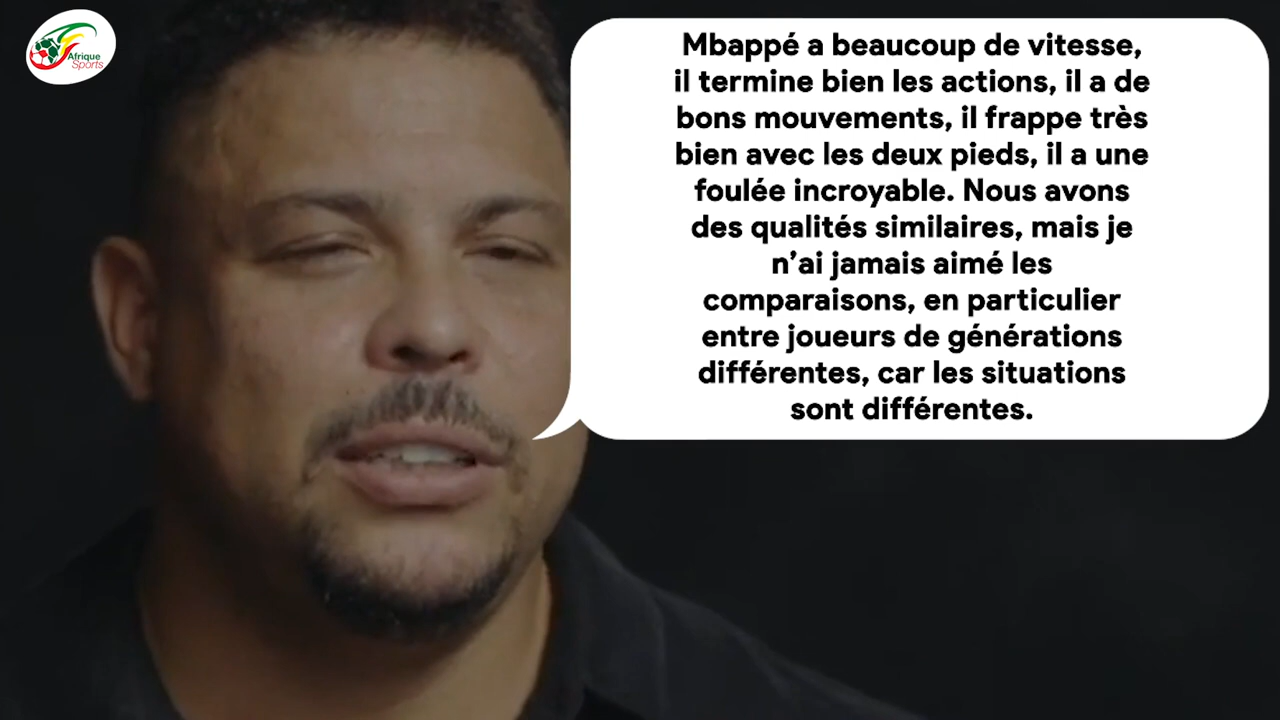 Afrique
Sports
Mbappé a beaucoup de vitesse,
il termine bien les actions, il a de
bons mouvements, il frappe très
bien avec les deux pieds, il a une
foulée incroyable. Nous avons
des qualités similaires, mais je
n’ai jamais aimé les
comparaisons, en particulier
entre joueurs de générations
différentes, car les situations
sont différentes.